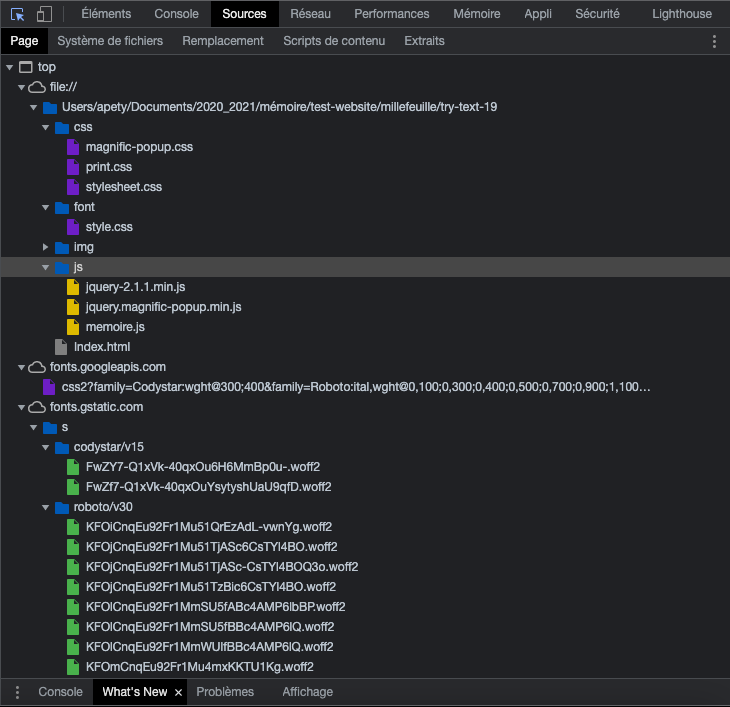 Éléments Console Sources Réseau Performances Mémoire Appli Sécurité Lighthouse
Page Système de fichiers Remplacement Scripts de contenu Extraits
top
file://
Users/apety/Documents/2020_2021/mémoire/test-website/millefeuille/try-text-19
css
magnific-popup.css
print.css
stylesheet.css
font
style.css
img
js
jquery-2.1.1.min.js
jquery.magnific-popup.min.js
memoire.js
Index.html
fonts.googleapis.com
css2?family=Codystar:wght@300;400&family=Roboto:ital,wght@0,100;0,300;0,400;0,500;0,700;0,900;1,100…
fonts.gstatic.com
s
codystar/v15
FwZY7-Q1xVk-40qxOu6H6MmBp0u-.woff2
FwZf7-Q1xVk-40qxOuYsytyshUaU9qfD.woff2
roboto/v30
KFOiCnqEu92Fr1Mu51QrEzAdL-vwnYg.woff2
KFOjCnqEu92Fr1Mu51TjASc6CsTYl4BO.woff2
KFOjCnqEu92Fr1Mu51TjASc-CsTYl4BOQ3o.woff2
KFOjCnqEu92Fr1Mu51TzBic6CsTYl4BO.woff2
KFOlCnqEu92Fr1MmSU5fABc4AMP6lbBP.woff2
KFOlCnqEu92Fr1MmSU5fBBc4AMP6lQ.woff2
KFOlCnqEu92Fr1MmWUlfBBc4AMP6lQ.woff2
KFOmCnqEu92Fr1Mu4mxKKTU1Kg.woff2
Console What's New × Problèmes Affichage